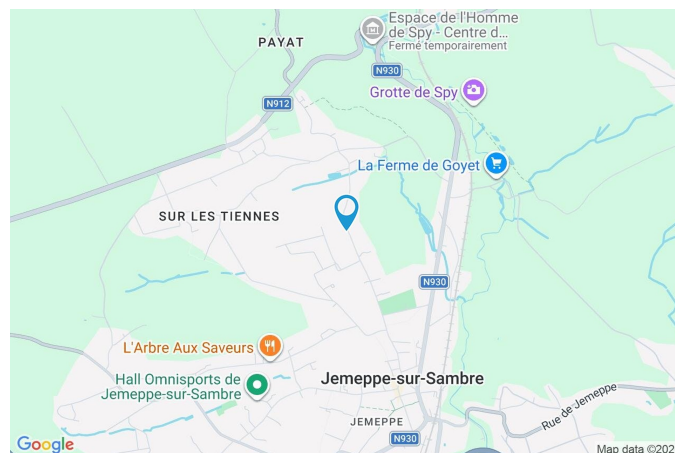 Espace de l'Homme
de Spy - Centre d...
Fermé temporairement
PAYAT
N930
Grotte de Spy
N912
La Ferme de Goyet
SUR LES TIENNES
N930
L'Arbre Aux Saveurs
Hall Omnisports de
Jemeppe-sur-Sambre
Jemeppe-sur-Sambre
Rue de Jemeppe
JEMEPPE
N930
Google
Map data ©202